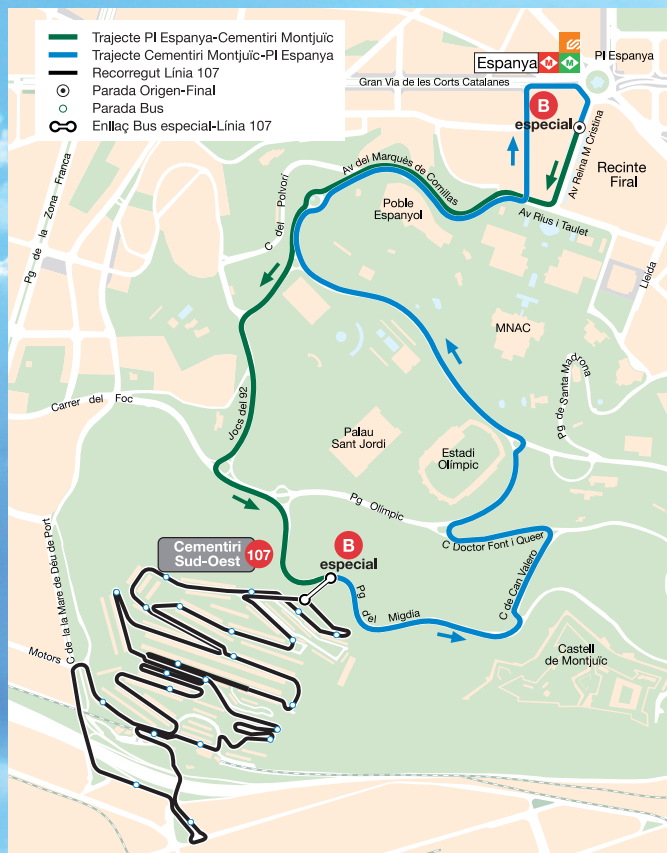 Trajecte Pl Espanya-Cementiri Montjuïc
Trajecte Cementiri Montjuïc-Pl Espanya
Recorregut Línia 107
Parada Origen-Final
Parada Bus
Enllaç Bus especial-Línia 107
Espanya M M
Pl Espanya
Gran Via de les Corts Catalanes
B
especial
Av Reina M Cristina
Recinte
Firal
Av Rius i Taulet
Av del Marquès de Comillas
Poble
Espanyol
C del Polvorí
Pg de la Zona Franca
Lleida
MNAC
Pg de Santa Madrona
Carrer del Foc
Jocs del 92
Palau
Sant Jordi
Estadi
Olímpic
Pg Olímpic
C Doctor Font i Queer
C de Can Valero
B
especial
Cementiri
Sud-Oest
107
Pg del Migdia
Castell
de Montjuïc
C de la la Mare de Déu de Port
Motors